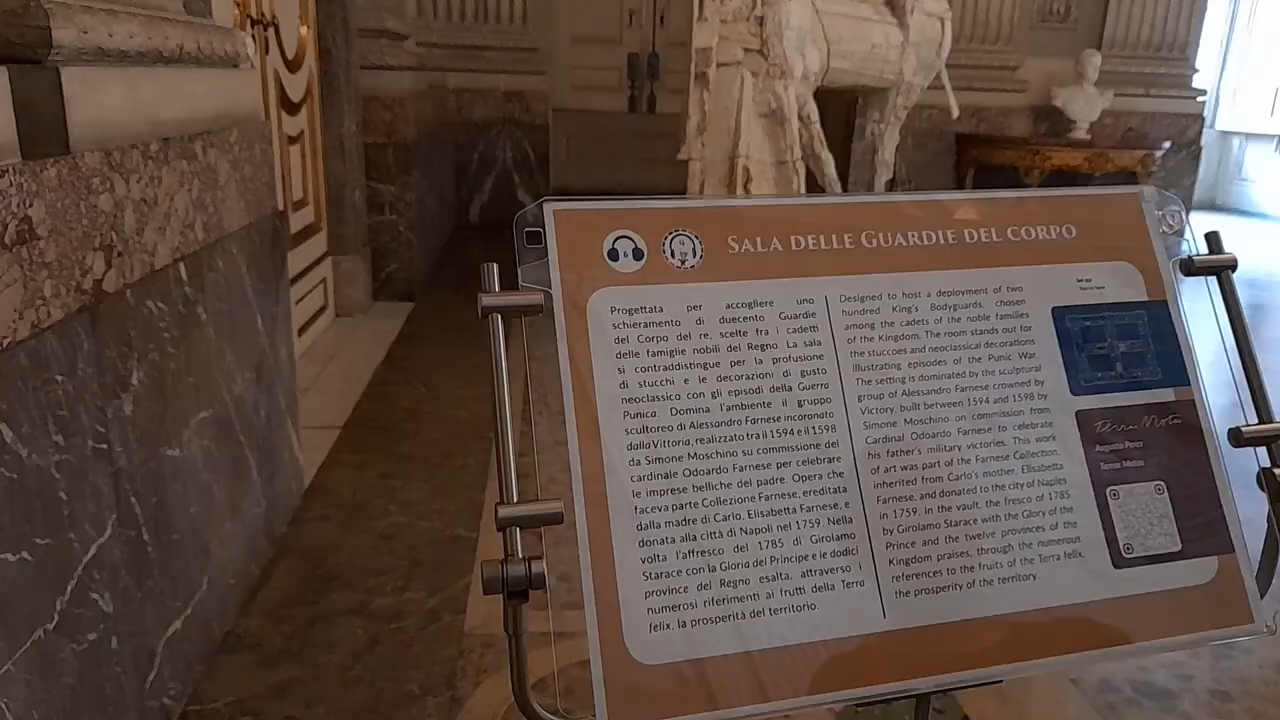 SALA DELLE GUARDIE DEL CORPO
6
4
Progettata per accogliere uno
schieramento di duecento Guardie
del Corpo del re, scelte fra i cadetti
delle famiglie nobili del Regno. La sala
si contraddistingue per la profusione
di stucchi e le decorazioni di gusto
neoclassico con gli episodi della Guerra
Punica. Domina l'ambiente il gruppo
scultoreo di Alessandro Farnese incoronato
dalla Vittoria, realizzato tra il 1594 e il 1598
da Simone Moschino su commissione del
cardinale Odoardo Farnese per celebrare
le imprese belliche del padre. Opera che
faceva parte Collezione Farnese, ereditata
dalla madre di Carlo, Elisabetta Farnese, e
donata alla città di Napoli nel 1759. Nella
volta l'affresco del 1785 di Girolamo
Starace con la Gloria del Principe e le dodici
province del Regno esalta, attraverso i
numerosi riferimenti ai frutti della Terra
felix, la prosperità del territorio.
Designed to host a deployment of two
hundred King's Bodyguards, chosen
among the cadets of the noble families
of the Kingdom. The room stands out for
the stuccoes and neoclassical decorations
illustrating episodes of the Punic War.
The setting is dominated by the sculptural
group of Alessandro Farnese crowned by
Victory, built between 1594 and 1598 by
Simone Moschino on commission from
Cardinal Odoardo Farnese to celebrate
his father's military victories. This work
of art was part of the Farnese Collection,
inherited from Carlo's mother, Elisabetta
Farnese, and donated to the city of Naples
in 1759. In the vault, the fresco of 1785
by Girolamo Starace with the Glory of the
Prince and the twelve provinces of the
Kingdom praises, through the numerous
references to the fruits of the Terra felix,
the prosperity of the territory.
Sei qui
Terra Mota
Augusto Perez